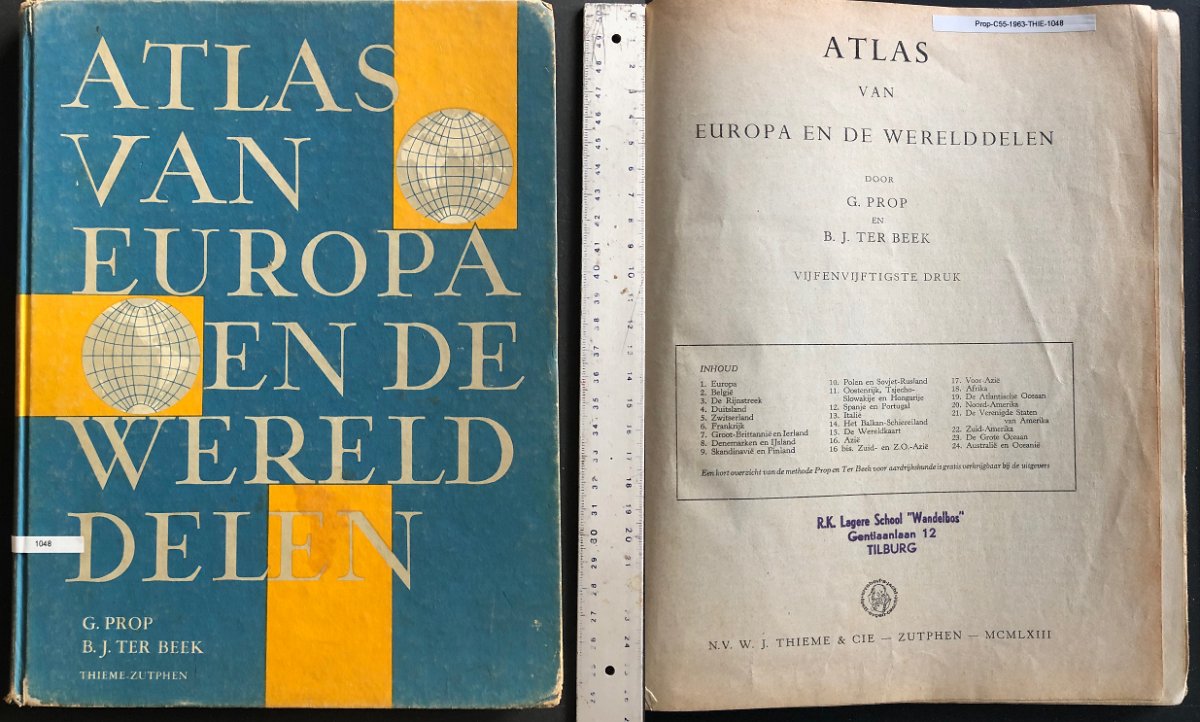 ATLAS
VAN
EUROPA
EN DE
WERELD
DELEN
1048
G. PROP
B. J. TER BEEK
THIEME-ZUTPHEN
Prop-C55-1963-THIE-1048
ATLAS
VAN
EUROPA EN DE WERELDDELEN
DOOR
G. PROP
EN
B. J. TER BEEK
VIJFENVIJFTIGSTE DRUK
INHOUD
1. Europa
2. België
3. De Rijnstreek
4. Duitsland
5. Zwitserland
6. Frankrijk
7. Groot-Brittannië en Ierland
8. Denemarken en IJsland
9. Skandinavië en Finland
10. Polen en Sovjet-Rusland
11. Oostenrijk, Tsjecho-
Slowakije en Hongarije
12. Spanje en Portugal
13. Italië
14. Het Balkan-Schiereiland
15. De Wereldkaart
16. Azië
16 bis. Zuid- en Z.O.-Azië
17. Voor-Azië
18. Afrika
19. De Atlantische Oceaan
20. Noord-Amerika
21. De Verenigde Staten
van Amerika
22. Zuid-Amerika
23. De Grote Oceaan
24. Australië en Oceanië
Een kort overzicht van de methode Prop en Ter Beek voor aardrijkskunde is gratis verkrijgbaar bij de uitgevers
R.K. Lagere School "Wandelbos"
Gentiaanlaan 12
TILBURG
N.V. W. J. THIEME & CIE — ZUTPHEN — MCMLXIII